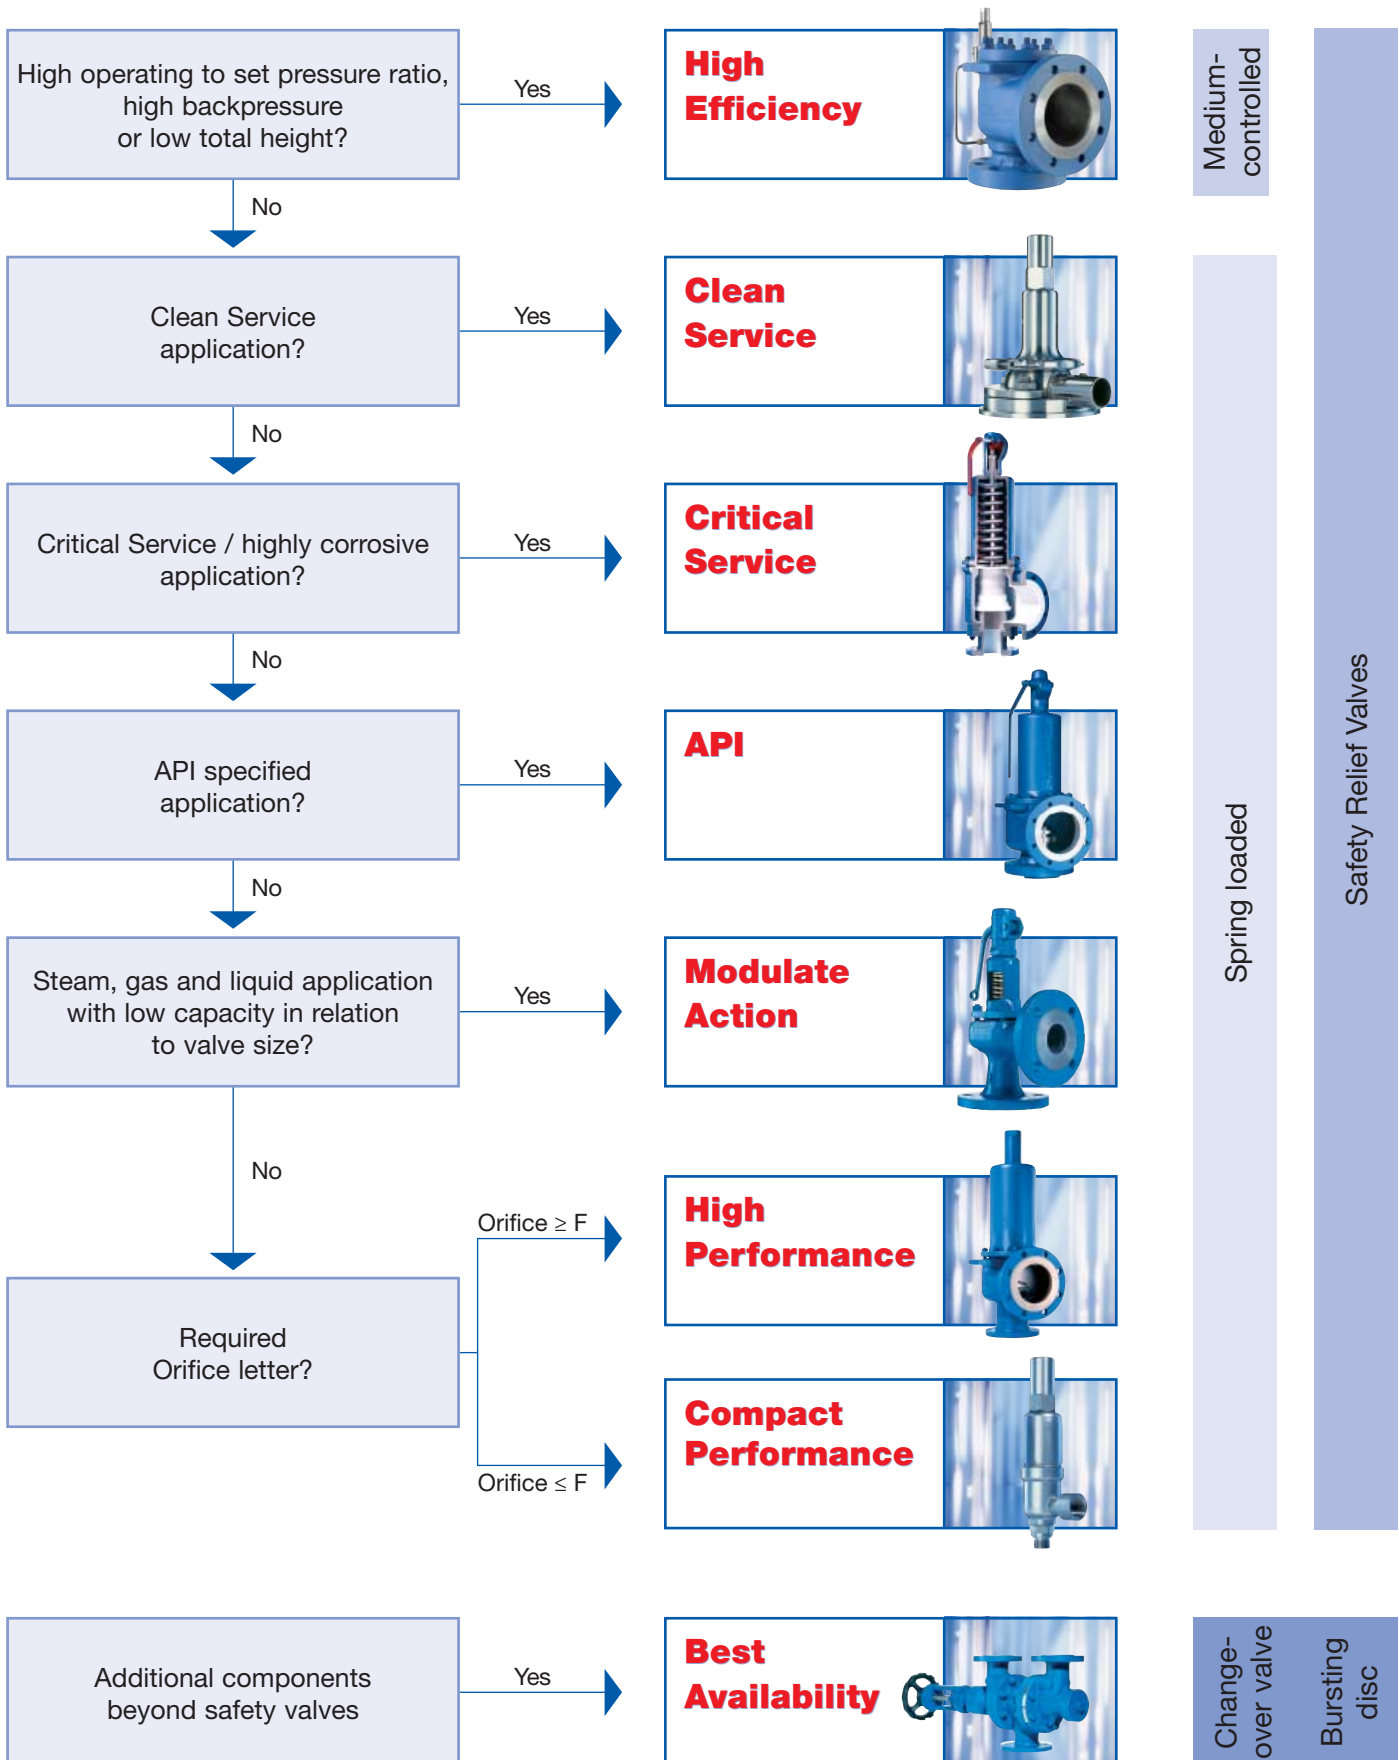 High operating to set pressure ratio,
high backpressure
or low total height?
Yes
High
Efficiency
Medium-
controlled
No
Clean Service
application?
Yes
Clean
Service
No
Critical Service / highly corrosive
application?
Yes
Critical
Service
No
API specified
application?
Yes
API
No
Steam, gas and liquid application
with low capacity in relation
to valve size?
Yes
Modulate
Action
No
Required
Orifice letter?
Orifice ≥ F
High
Performance
Orifice ≤ F
Compact
Performance
Spring loaded
Safety Relief Valves
Additional components
beyond safety valves
Yes
Best
Availability
Change-
over valve
Bursting
disc